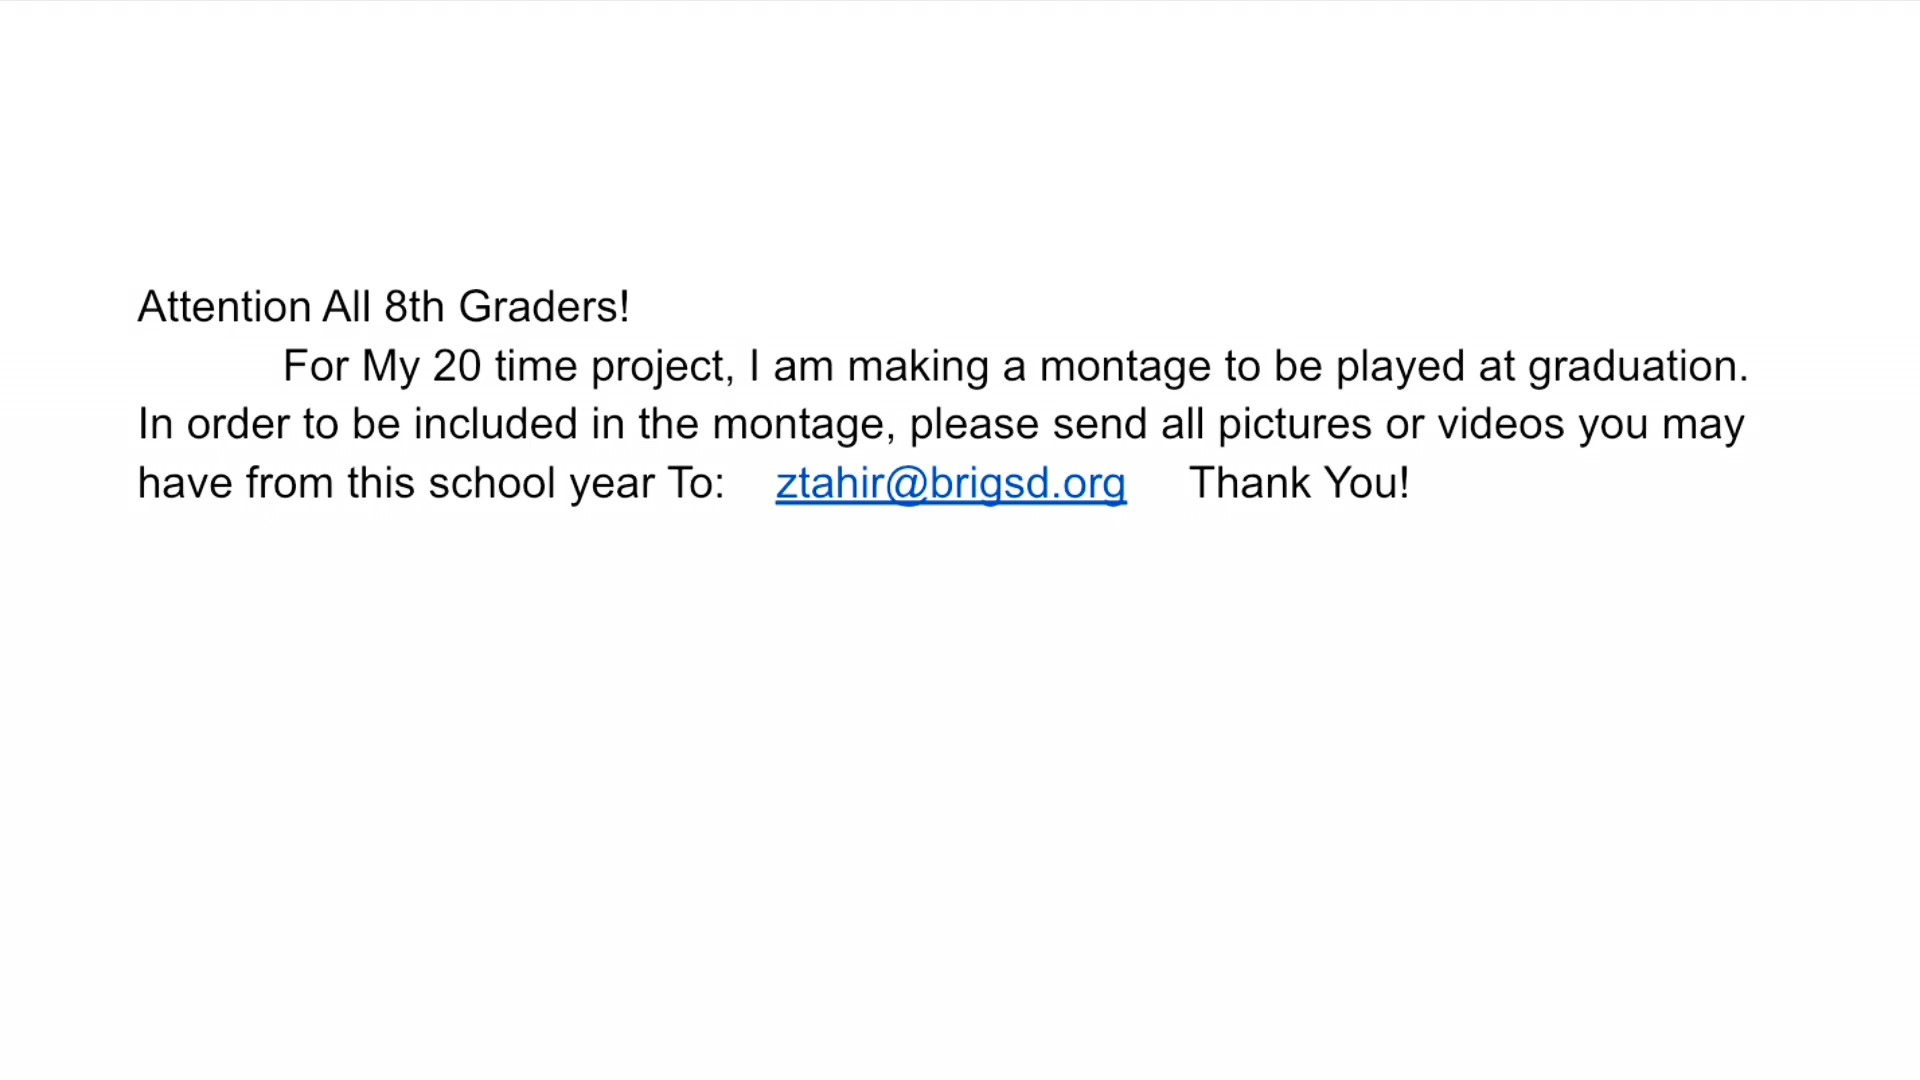 Attention All 8th Graders!
For My 20 time project, I am making a montage to be played at graduation.
In order to be included in the montage, please send all pictures or videos you may
have from this school year To: ztahir@brigsd.org Thank You!